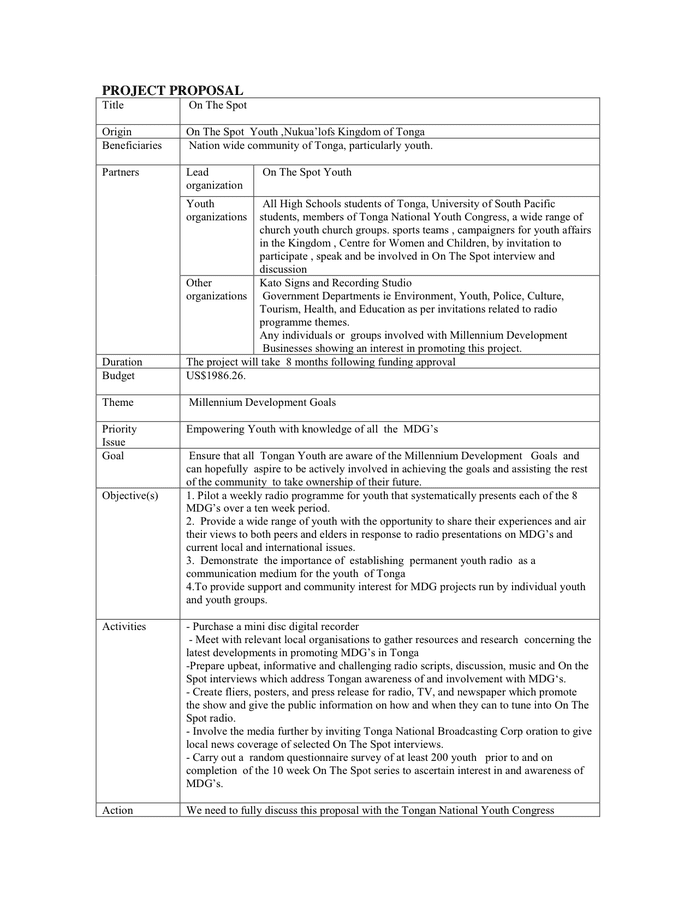 PROJECT PROPOSAL
Title On The Spot
Origin On The Spot Youth ,Nukua’lofs Kingdom of Tonga
Beneficiaries Nation wide community of Tonga, particularly youth.
Partners Lead On The Spot Youth
organization
Youth All High Schools students of Tonga, University of South Pacific
organizations students, members of Tonga National Youth Congress, a wide range of
church youth church groups. sports teams , campaigners for youth affairs
in the Kingdom , Centre for Women and Children, by invitation to
participate , speak and be involved in On The Spot interview and
discussion
Other Kato Signs and Recording Studio
organizations Government Departments ie Environment, Youth, Police, Culture,
Tourism, Health, and Education as per invitations related to radio
programme themes.
Any individuals or groups involved with Millennium Development
Businesses showing an interest in promoting this project.
Duration The project will take 8 months following funding approval
Budget US$1986.26.
Theme Millennium Development Goals
Priority Empowering Youth with knowledge of all the MDG’s
Issue
Goal Ensure that all Tongan Youth are aware of the Millennium Development Goals and
can hopefully aspire to be actively involved in achieving the goals and assisting the rest
of the community to take ownership of their future.
Objective(s) 1. Pilot a weekly radio programme for youth that systematically presents each of the 8
MDG’s over a ten week period.
2. Provide a wide range of youth with the opportunity to share their experiences and air
their views to both peers and elders in response to radio presentations on MDG’s and
current local and international issues.
3. Demonstrate the importance of establishing permanent youth radio as a
communication medium for the youth of Tonga
4.To provide support and community interest for MDG projects run by individual youth
and youth groups.
Activities - Purchase a mini disc digital recorder
- Meet with relevant local organisations to gather resources and research concerning the
latest developments in promoting MDG’s in Tonga
-Prepare upbeat, informative and challenging radio scripts, discussion, music and On the
Spot interviews which address Tongan awareness of and involvement with MDG‘s.
- Create fliers, posters, and press release for radio, TV, and newspaper which promote
the show and give the public information on how and when they can to tune into On The
Spot radio.
- Involve the media further by inviting Tonga National Broadcasting Corp oration to give
local news coverage of selected On The Spot interviews.
- Carry out a random questionnaire survey of at least 200 youth prior to and on
completion of the 10 week On The Spot series to ascertain interest in and awareness of
MDG’s.
Action We need to fully discuss this proposal with the Tongan National Youth Congress